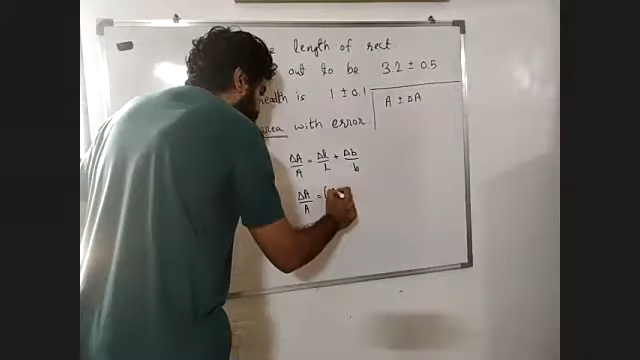 length of rect.
out to be 3.2 ± 0.5
is 1 ± 0.1
A ± ΔA
area with error.
ΔA/A = Δl/l + Δb/b
ΔA/A = (